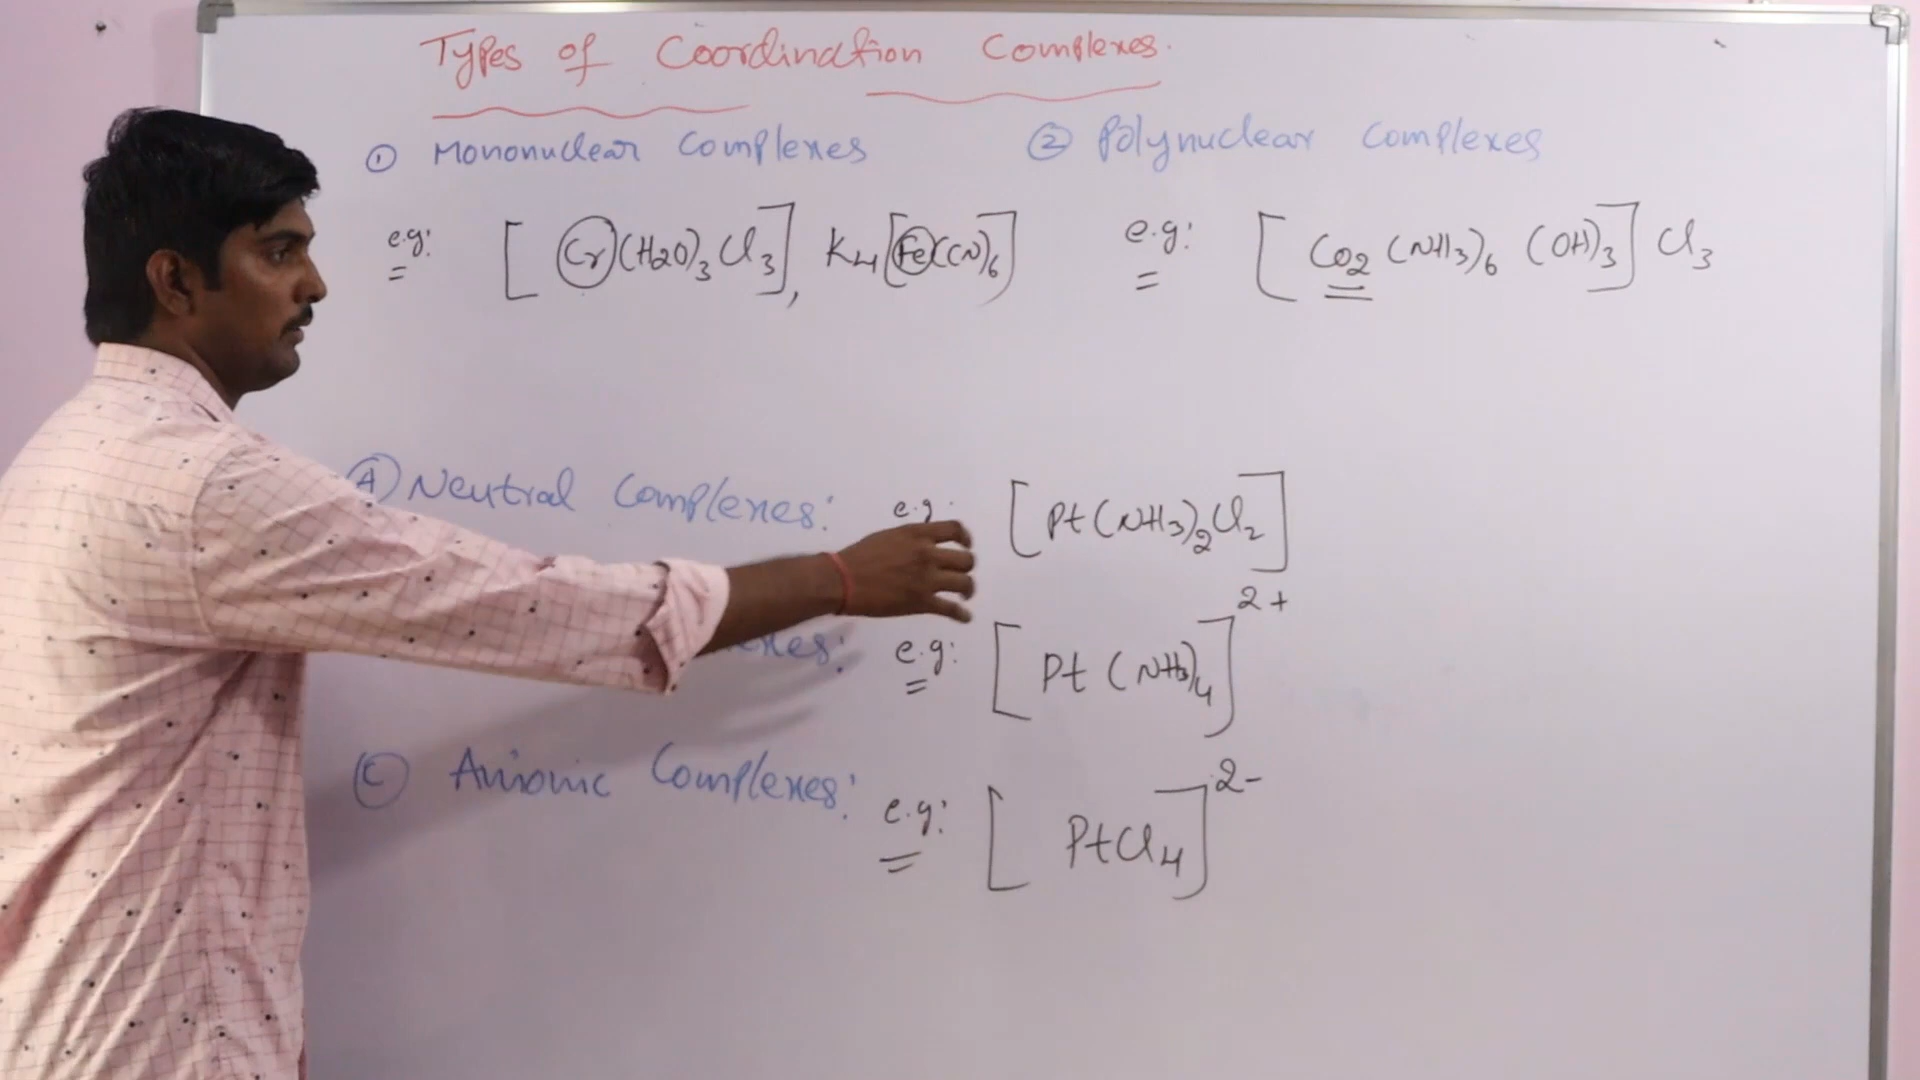 Types of Coordination Complexes.
① Mononuclear Complexes ② Polynuclear Complexes
e.g: [Cr(H2O)3Cl3], K4[Fe(CN)6] e.g: [Co2(NH3)6(OH)3]Cl3
Ⓐ Neutral Complexes: e.g. [Pt(NH3)2Cl2]
e.g: [Pt(NH3)4]2+
Ⓒ Anionic Complexes: e.g: [PtCl4]2-